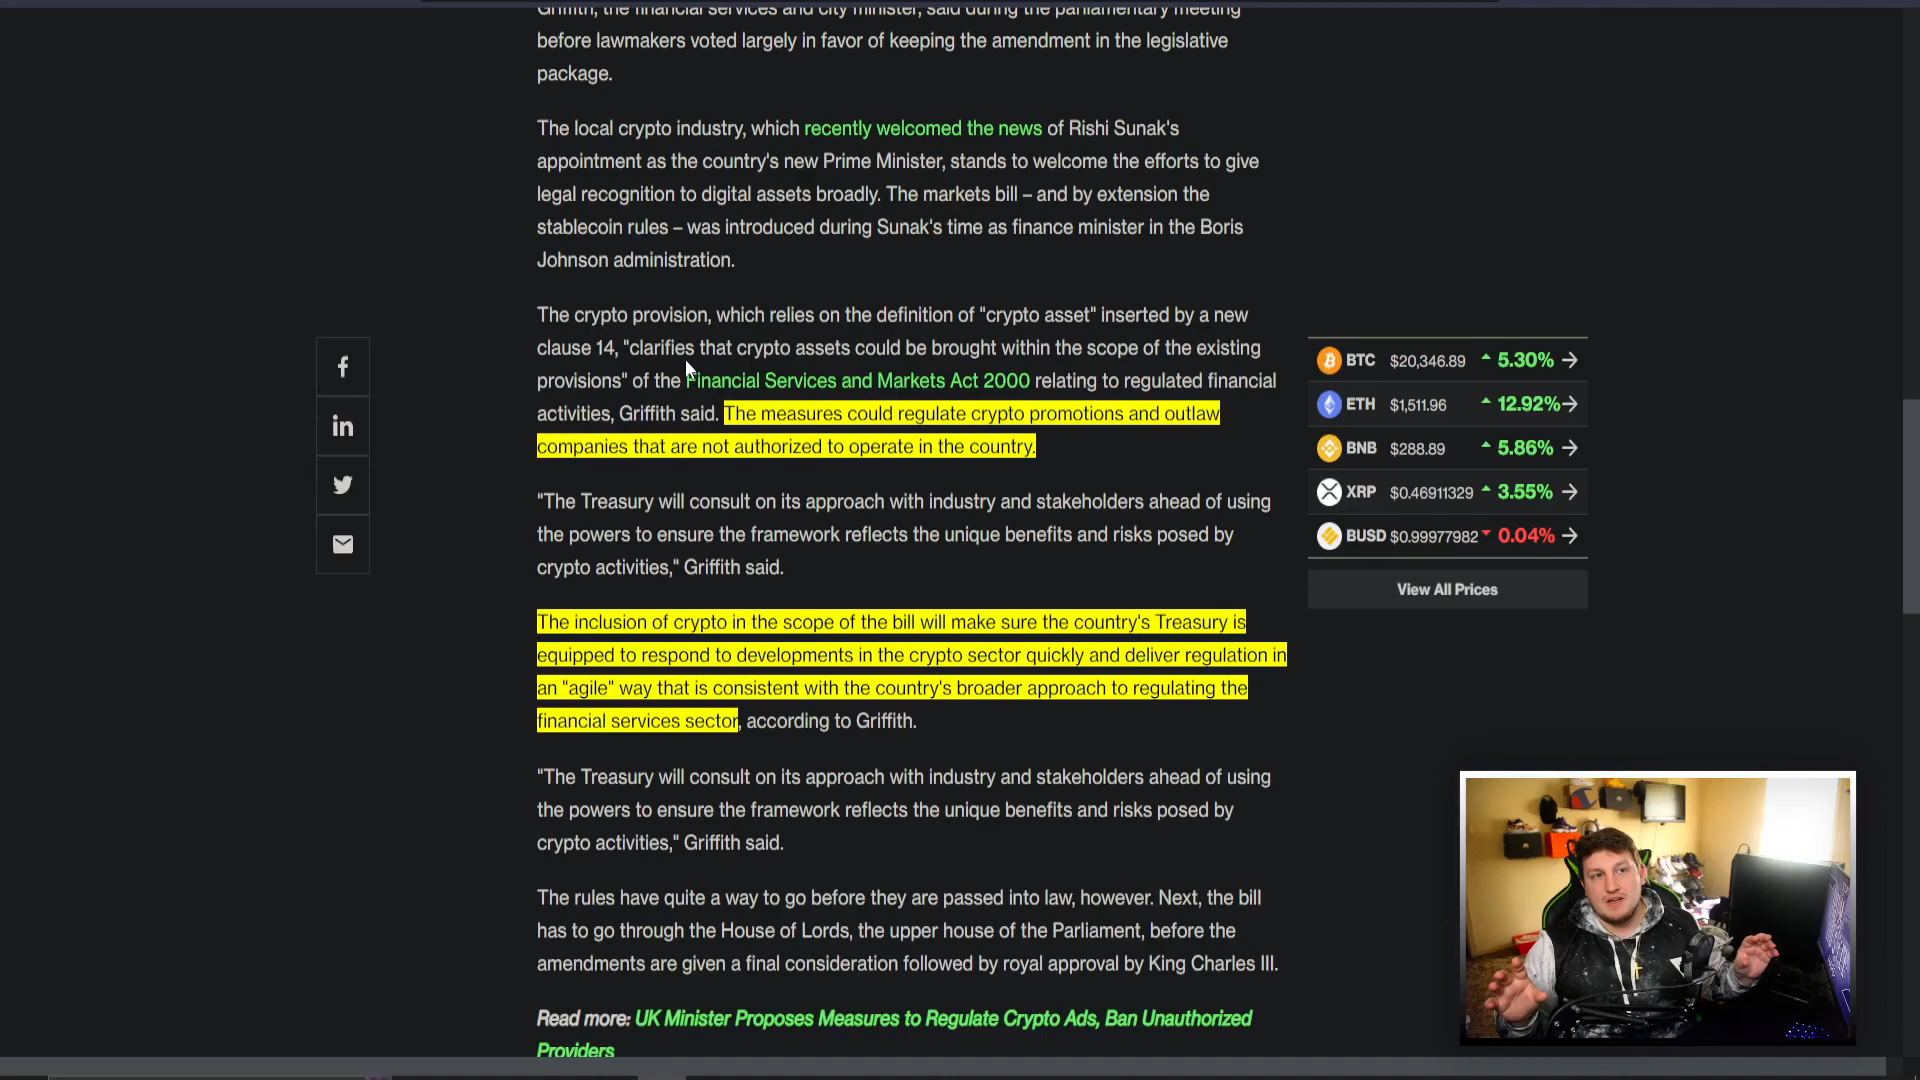 Griffith, the financial services and city minister, said during the parliamentary meeting
before lawmakers voted largely in favor of keeping the amendment in the legislative
package.
The local crypto industry, which recently welcomed the news of Rishi Sunak's
appointment as the country's new Prime Minister, stands to welcome the efforts to give
legal recognition to digital assets broadly. The markets bill – and by extension the
stablecoin rules – was introduced during Sunak's time as finance minister in the Boris
Johnson administration.
The crypto provision, which relies on the definition of "crypto asset" inserted by a new
clause 14, "clarifies that crypto assets could be brought within the scope of the existing
provisions" of the Financial Services and Markets Act 2000 relating to regulated financial
activities, Griffith said. The measures could regulate crypto promotions and outlaw
companies that are not authorized to operate in the country.
"The Treasury will consult on its approach with industry and stakeholders ahead of using
the powers to ensure the framework reflects the unique benefits and risks posed by
crypto activities," Griffith said.
The inclusion of crypto in the scope of the bill will make sure the country's Treasury is
equipped to respond to developments in the crypto sector quickly and deliver regulation in
an "agile" way that is consistent with the country's broader approach to regulating the
financial services sector, according to Griffith.
"The Treasury will consult on its approach with industry and stakeholders ahead of using
the powers to ensure the framework reflects the unique benefits and risks posed by
crypto activities," Griffith said.
The rules have quite a way to go before they are passed into law, however. Next, the bill
has to go through the House of Lords, the upper house of the Parliament, before the
amendments are given a final consideration followed by royal approval by King Charles III.
Read more: UK Minister Proposes Measures to Regulate Crypto Ads, Ban Unauthorized
Providers
BTC $20,346.89 5.30%
ETH $1,511.96 12.92%
BNB $288.89 5.86%
XRP $0.46911329 3.55%
BUSD $0.99977982 0.04%
View All Prices